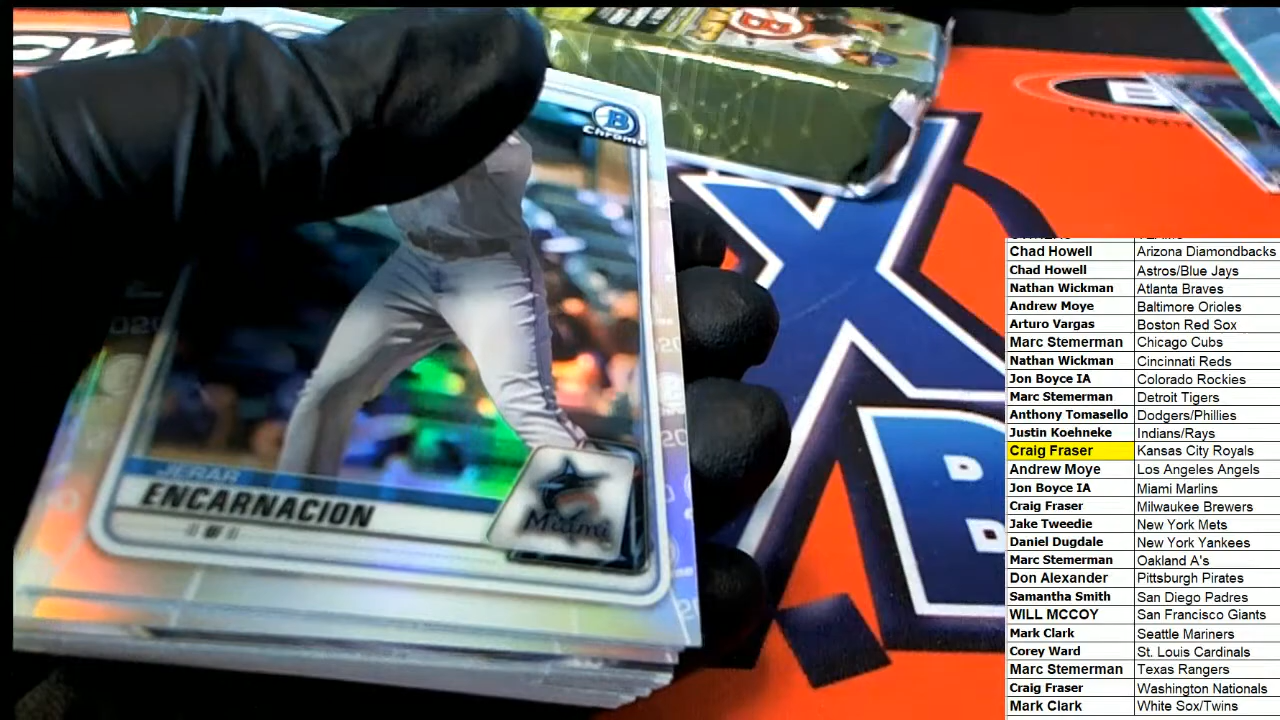 B
Chrome
JERAR
ENCARNACION
Miami
X
B
Chad Howell Arizona Diamondbacks
Chad Howell Astros/Blue Jays
Nathan Wickman Atlanta Braves
Andrew Moye Baltimore Orioles
Arturo Vargas Boston Red Sox
Marc Stemerman Chicago Cubs
Nathan Wickman Cincinnati Reds
Jon Boyce IA Colorado Rockies
Marc Stemerman Detroit Tigers
Anthony Tomasello Dodgers/Phillies
Justin Koehneke Indians/Rays
Craig Fraser Kansas City Royals
Andrew Moye Los Angeles Angels
Jon Boyce IA Miami Marlins
Craig Fraser Milwaukee Brewers
Jake Tweedie New York Mets
Daniel Dugdale New York Yankees
Marc Stemerman Oakland A's
Don Alexander Pittsburgh Pirates
Samantha Smith San Diego Padres
WILL MCCOY San Francisco Giants
Mark Clark Seattle Mariners
Corey Ward St. Louis Cardinals
Marc Stemerman Texas Rangers
Craig Fraser Washington Nationals
Mark Clark White Sox/Twins